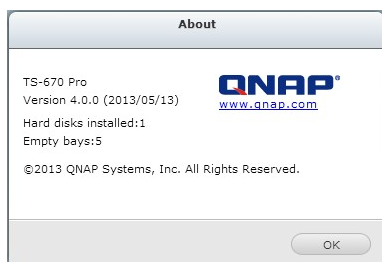 About
TS-670 Pro
QNAP
Version 4.0.0 (2013/05/13)
www.qnap.com
Hard disks installed:1
Empty bays:5
©2013 QNAP Systems, Inc. All Rights Reserved.
OK